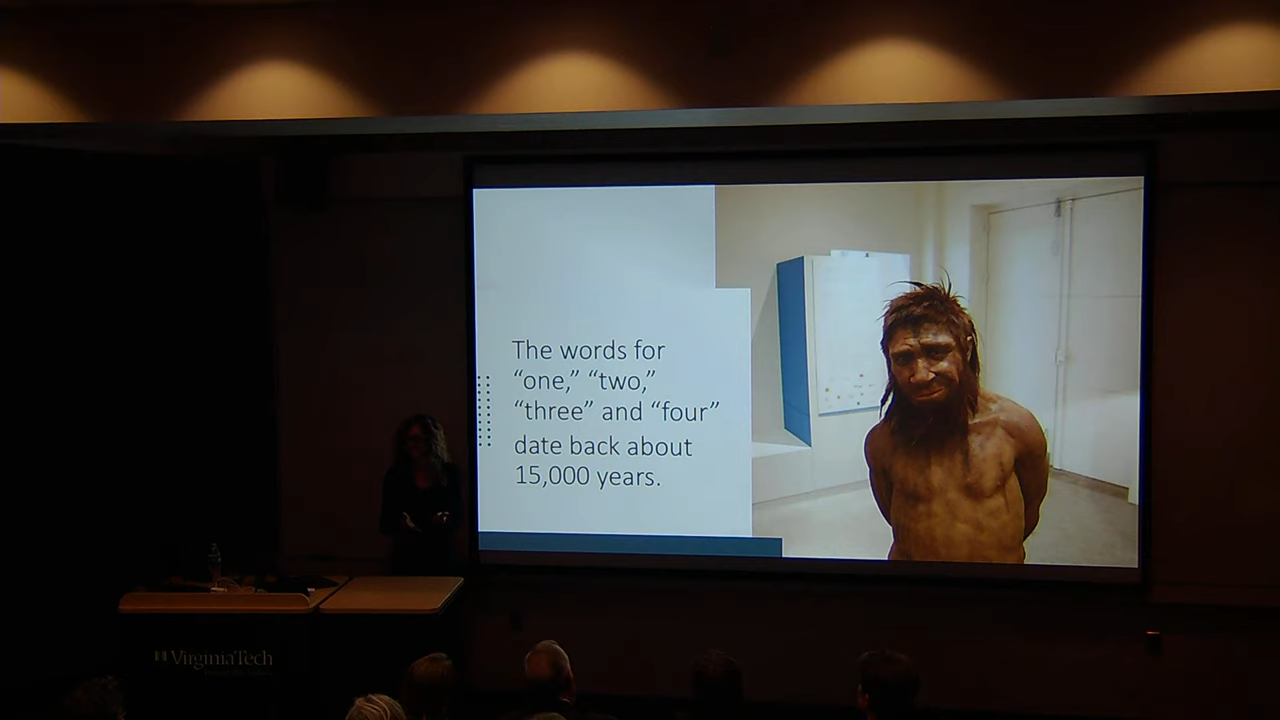 The words for
“one,” “two,”
“three” and “four”
date back about
15,000 years.
VirginiaTech